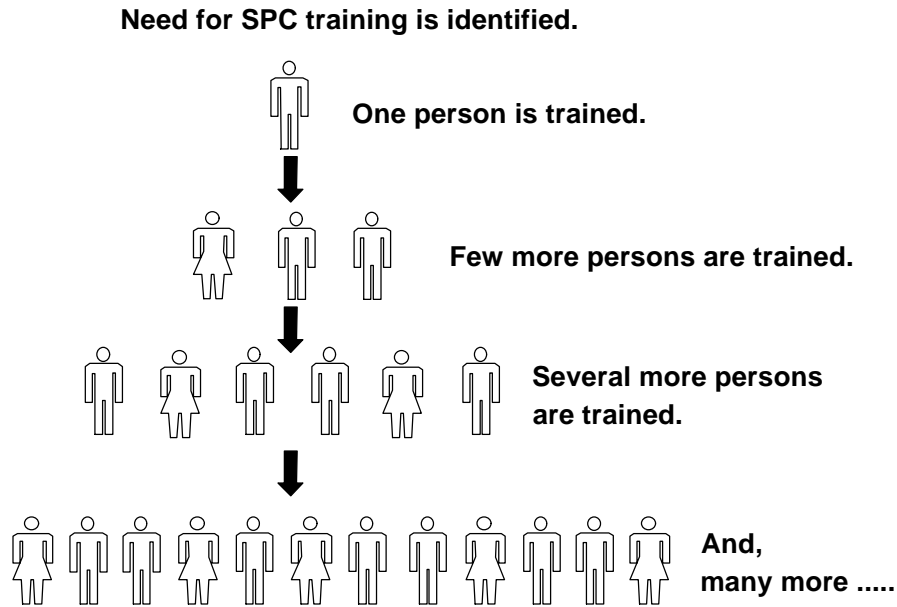 Need for SPC training is identified.
One person is trained.
Few more persons are trained.
Several more persons
are trained.
And,
many more .....